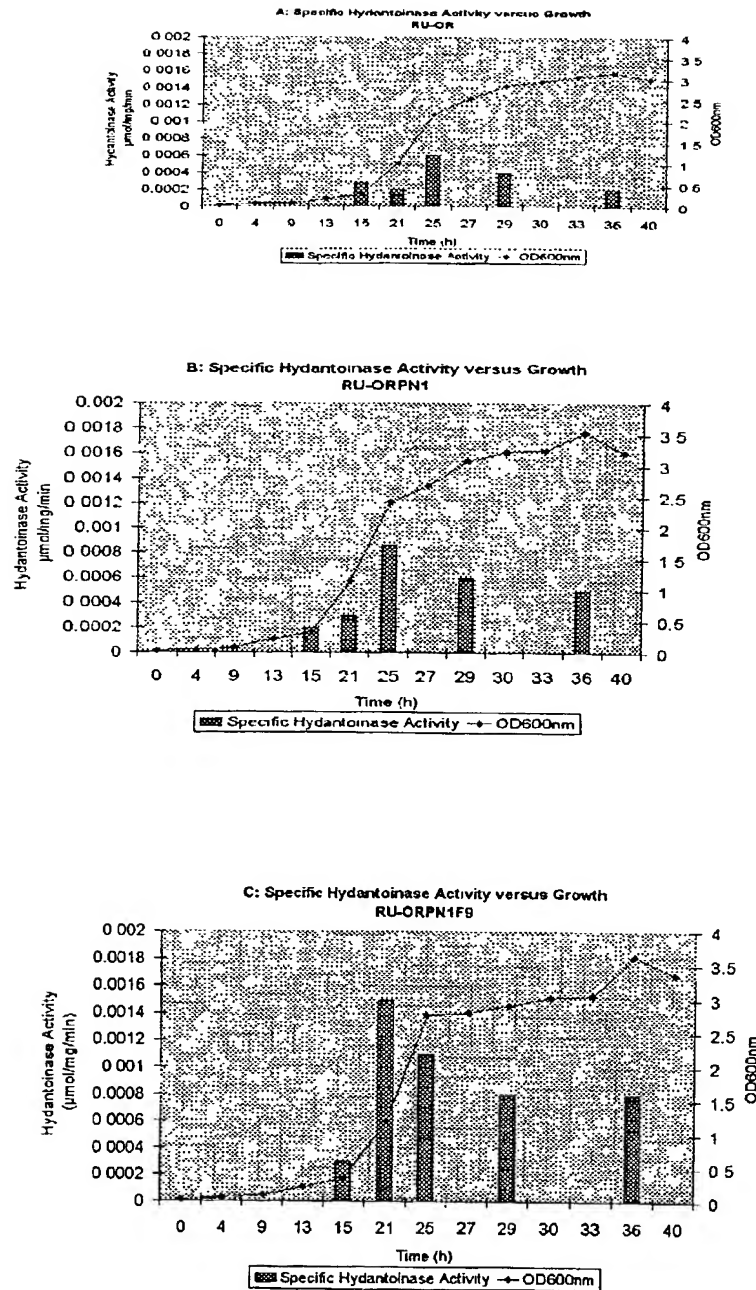 A: Specific Hydantoinase Activity versus Growth
RU-OR
0.002
0.0018
0.0016
0.0014
0.0012
0.001
0.0008
0.0006
0.0004
0.0002
0
Hydantoinase Activity
µmol/mg/min
4
3.5
3
2.5
2
1.5
1
0.5
0
OD600nm
0 4 9 13 15 21 25 27 29 30 33 36 40
Time (h)
Specific Hydantoinase Activity OD600nm
B: Specific Hydantoinase Activity versus Growth
RU-ORPN1
0.002
0.0018
0.0016
0.0014
0.0012
0.001
0.0008
0.0006
0.0004
0.0002
0
Hydantoinase Activity
µmol/mg/min
4
3.5
3
2.5
2
1.5
1
0.5
0
OD600nm
0 4 9 13 15 21 25 27 29 30 33 36 40
Time (h)
Specific Hydantoinase Activity OD600nm
C: Specific Hydantoinase Activity versus Growth
RU-ORPN1F9
0.002
0.0018
0.0016
0.0014
0.0012
0.001
0.0008
0.0006
0.0004
0.0002
0
Hydantoinase Activity
(µmol/mg/min)
4
3.5
3
2.5
2
1.5
1
0.5
0
OD600nm
0 4 9 13 15 21 25 27 29 30 33 36 40
Time (h)
Specific Hydantoinase Activity OD600nm